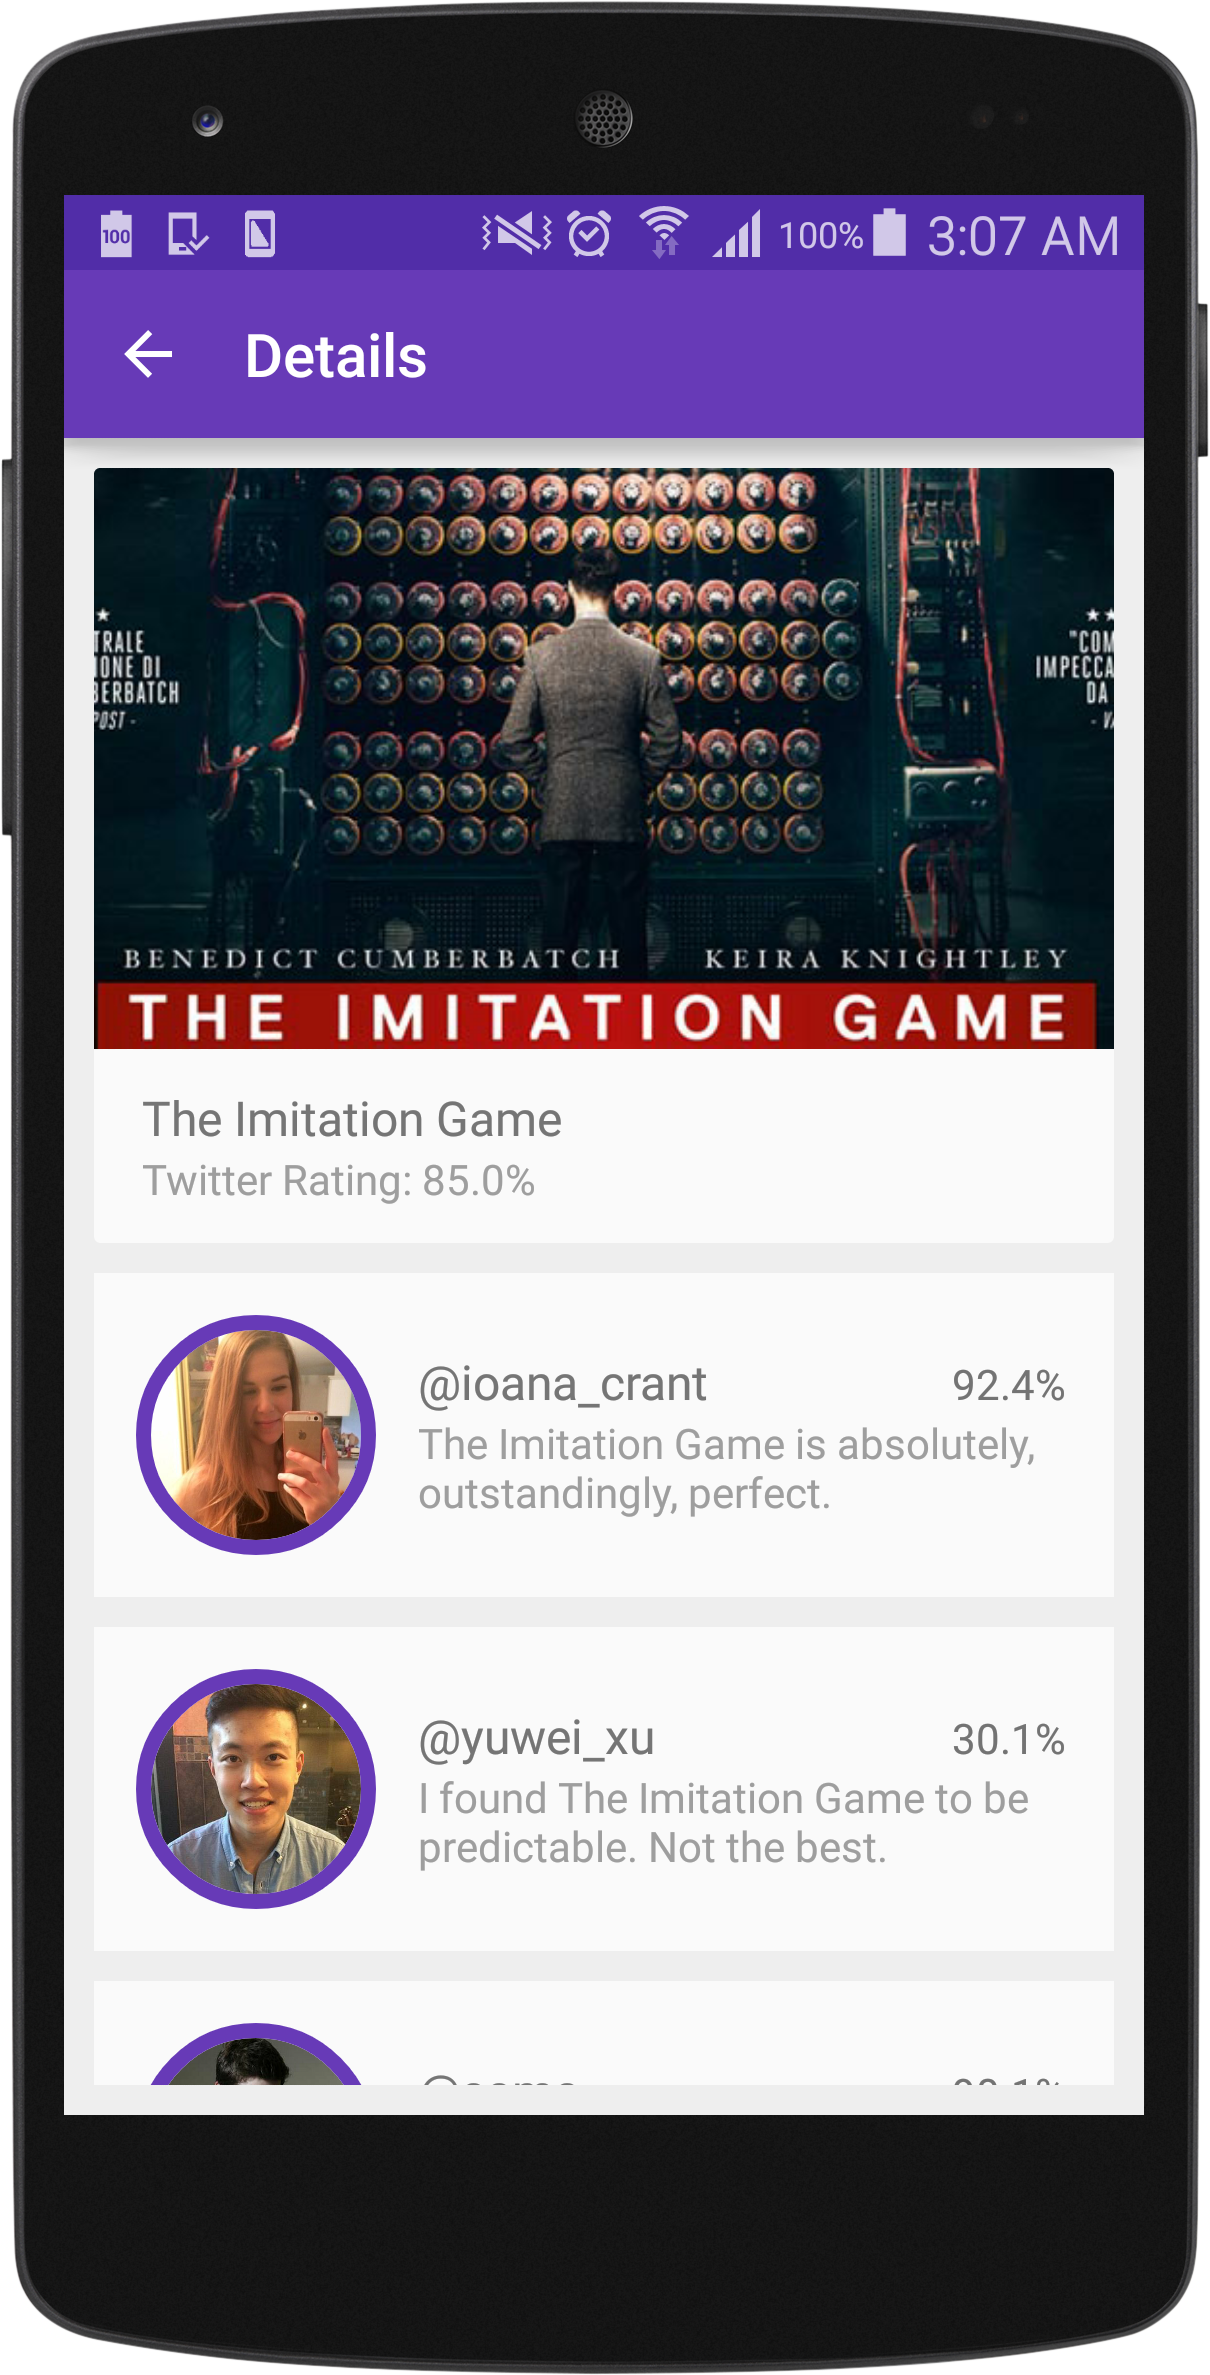 100
100%
3:07 AM
Details
TRALE
IONE DI
BERBATCH
POST -
"COM
IMPECCA
DA
BENEDICT CUMBERBATCH KEIRA KNIGHTLEY
THE IMITATION GAME
The Imitation Game
Twitter Rating: 85.0%
@ioana_crant
92.4%
The Imitation Game is absolutely,
outstandingly, perfect.
@yuwei_xu
30.1%
I found The Imitation Game to be
predictable. Not the best.